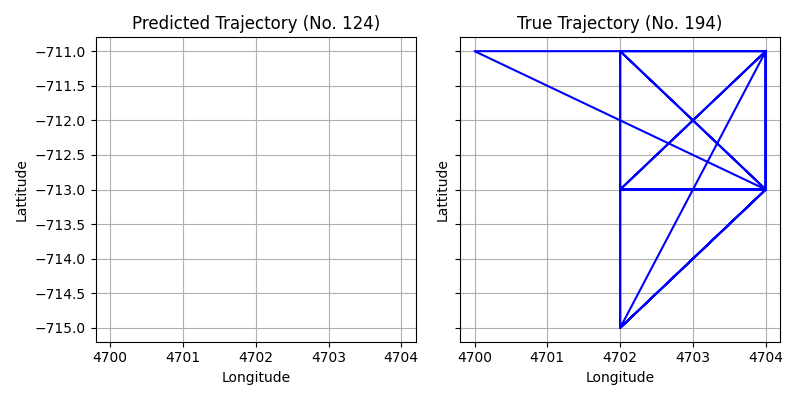 Predicted Trajectory (No. 124)
True Trajectory (No. 194)
−711.0
−711.5
−712.0
−712.5
−713.0
−713.5
−714.0
−714.5
−715.0
Lattitude
Lattitude
4700 4701 4702 4703 4704
4700 4701 4702 4703 4704
Longitude
Longitude